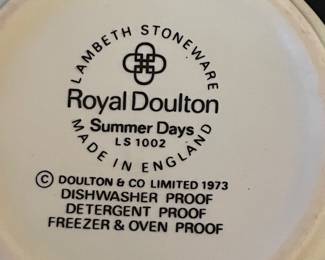 LAMBETH STONEWARE
Royal Doulton
Summer Days
LS 1002
MADE IN ENGLAND
© DOULTON & CO LIMITED 1973
DISHWASHER PROOF
DETERGENT PROOF
FREEZER & OVEN PROOF